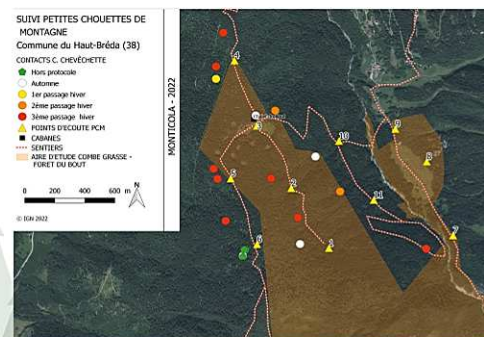 SUIVI PETITES CHOUETTES DE
MONTAGNE
Commune du Haut-Bréda (38)
CONTACTS C. CHEVÊCHETTE
Hors protocole
Automne
1er passage hiver
2ème passage hiver
3ème passage hiver
POINTS D'ECOUTE PCM
CABANES
SENTIERS
AIRE D'ETUDE COMBE GRASSE -
FORET DU BOUT
0 200 400 600 m
N
© IGN 2022
MONTICOLA - 2022
4
3
10
9
8
5
2
11
7
6
1